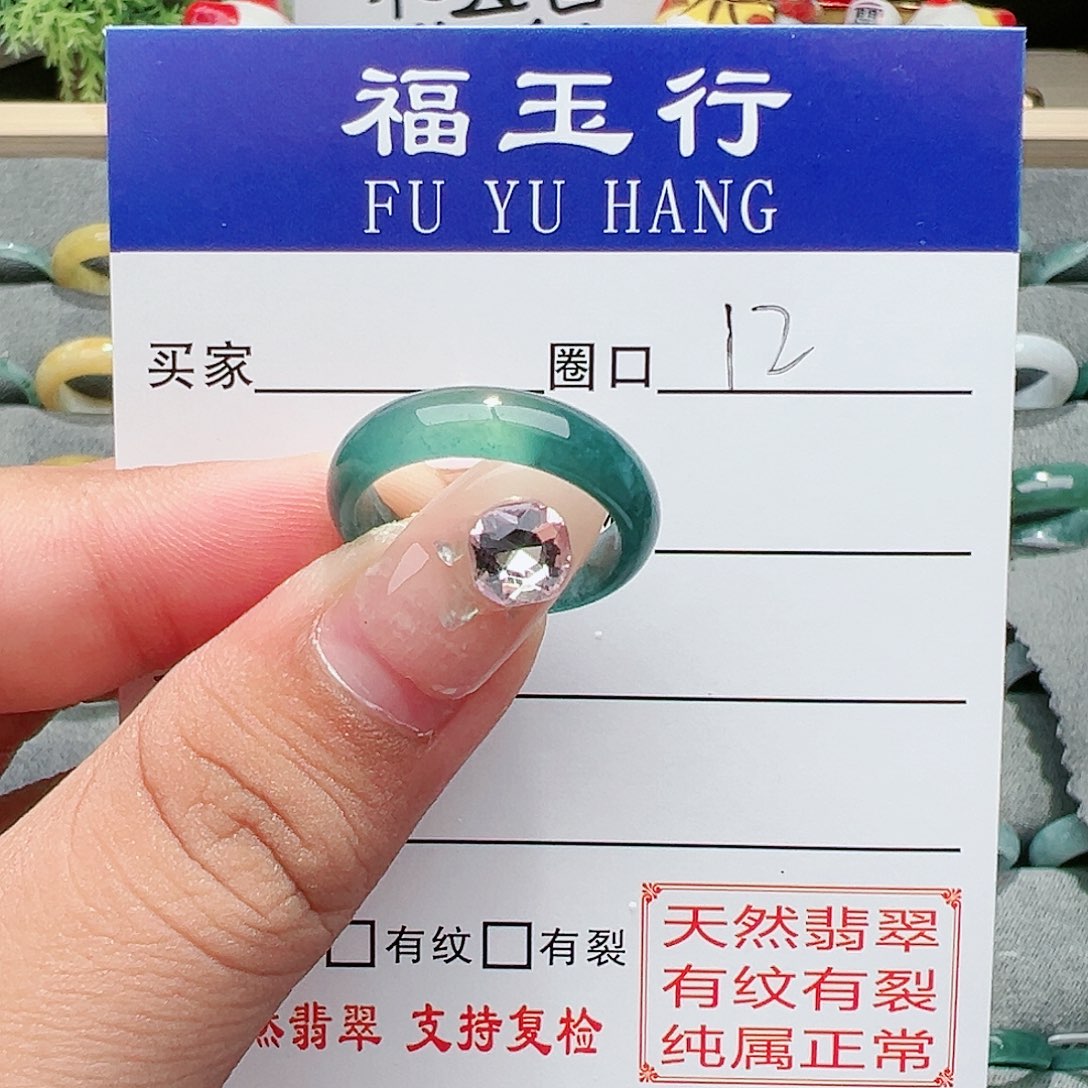 福玉行
FU YU HANG
买家 圈口 12
有纹 有裂
天然翡翠
有纹有裂
纯属正常
然翡翠 支持复检